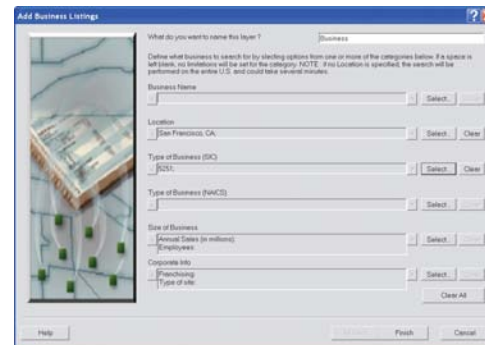 Add Business Listings
What do you want to name this layer ?
Business
Define what business to search for by slecting options from one or more of the categories below. If a space is
left blank, no limitations will be set for the category. NOTE: If no Location is specified, the search will be
performed on the entire U.S. and could take several minutes.
Business Name
Select..
Location
San Francisco, CA;
Select..
Clear
Type of Business (SIC)
5251;
Select..
Clear
Type of Business (NAICS)
Select..
Size of Business
Annual Sales (in millions):
Employees:
Select..
Corporate Info
Franchising:
Type of site:
Select..
Clear All
Help
Finish
Cancel